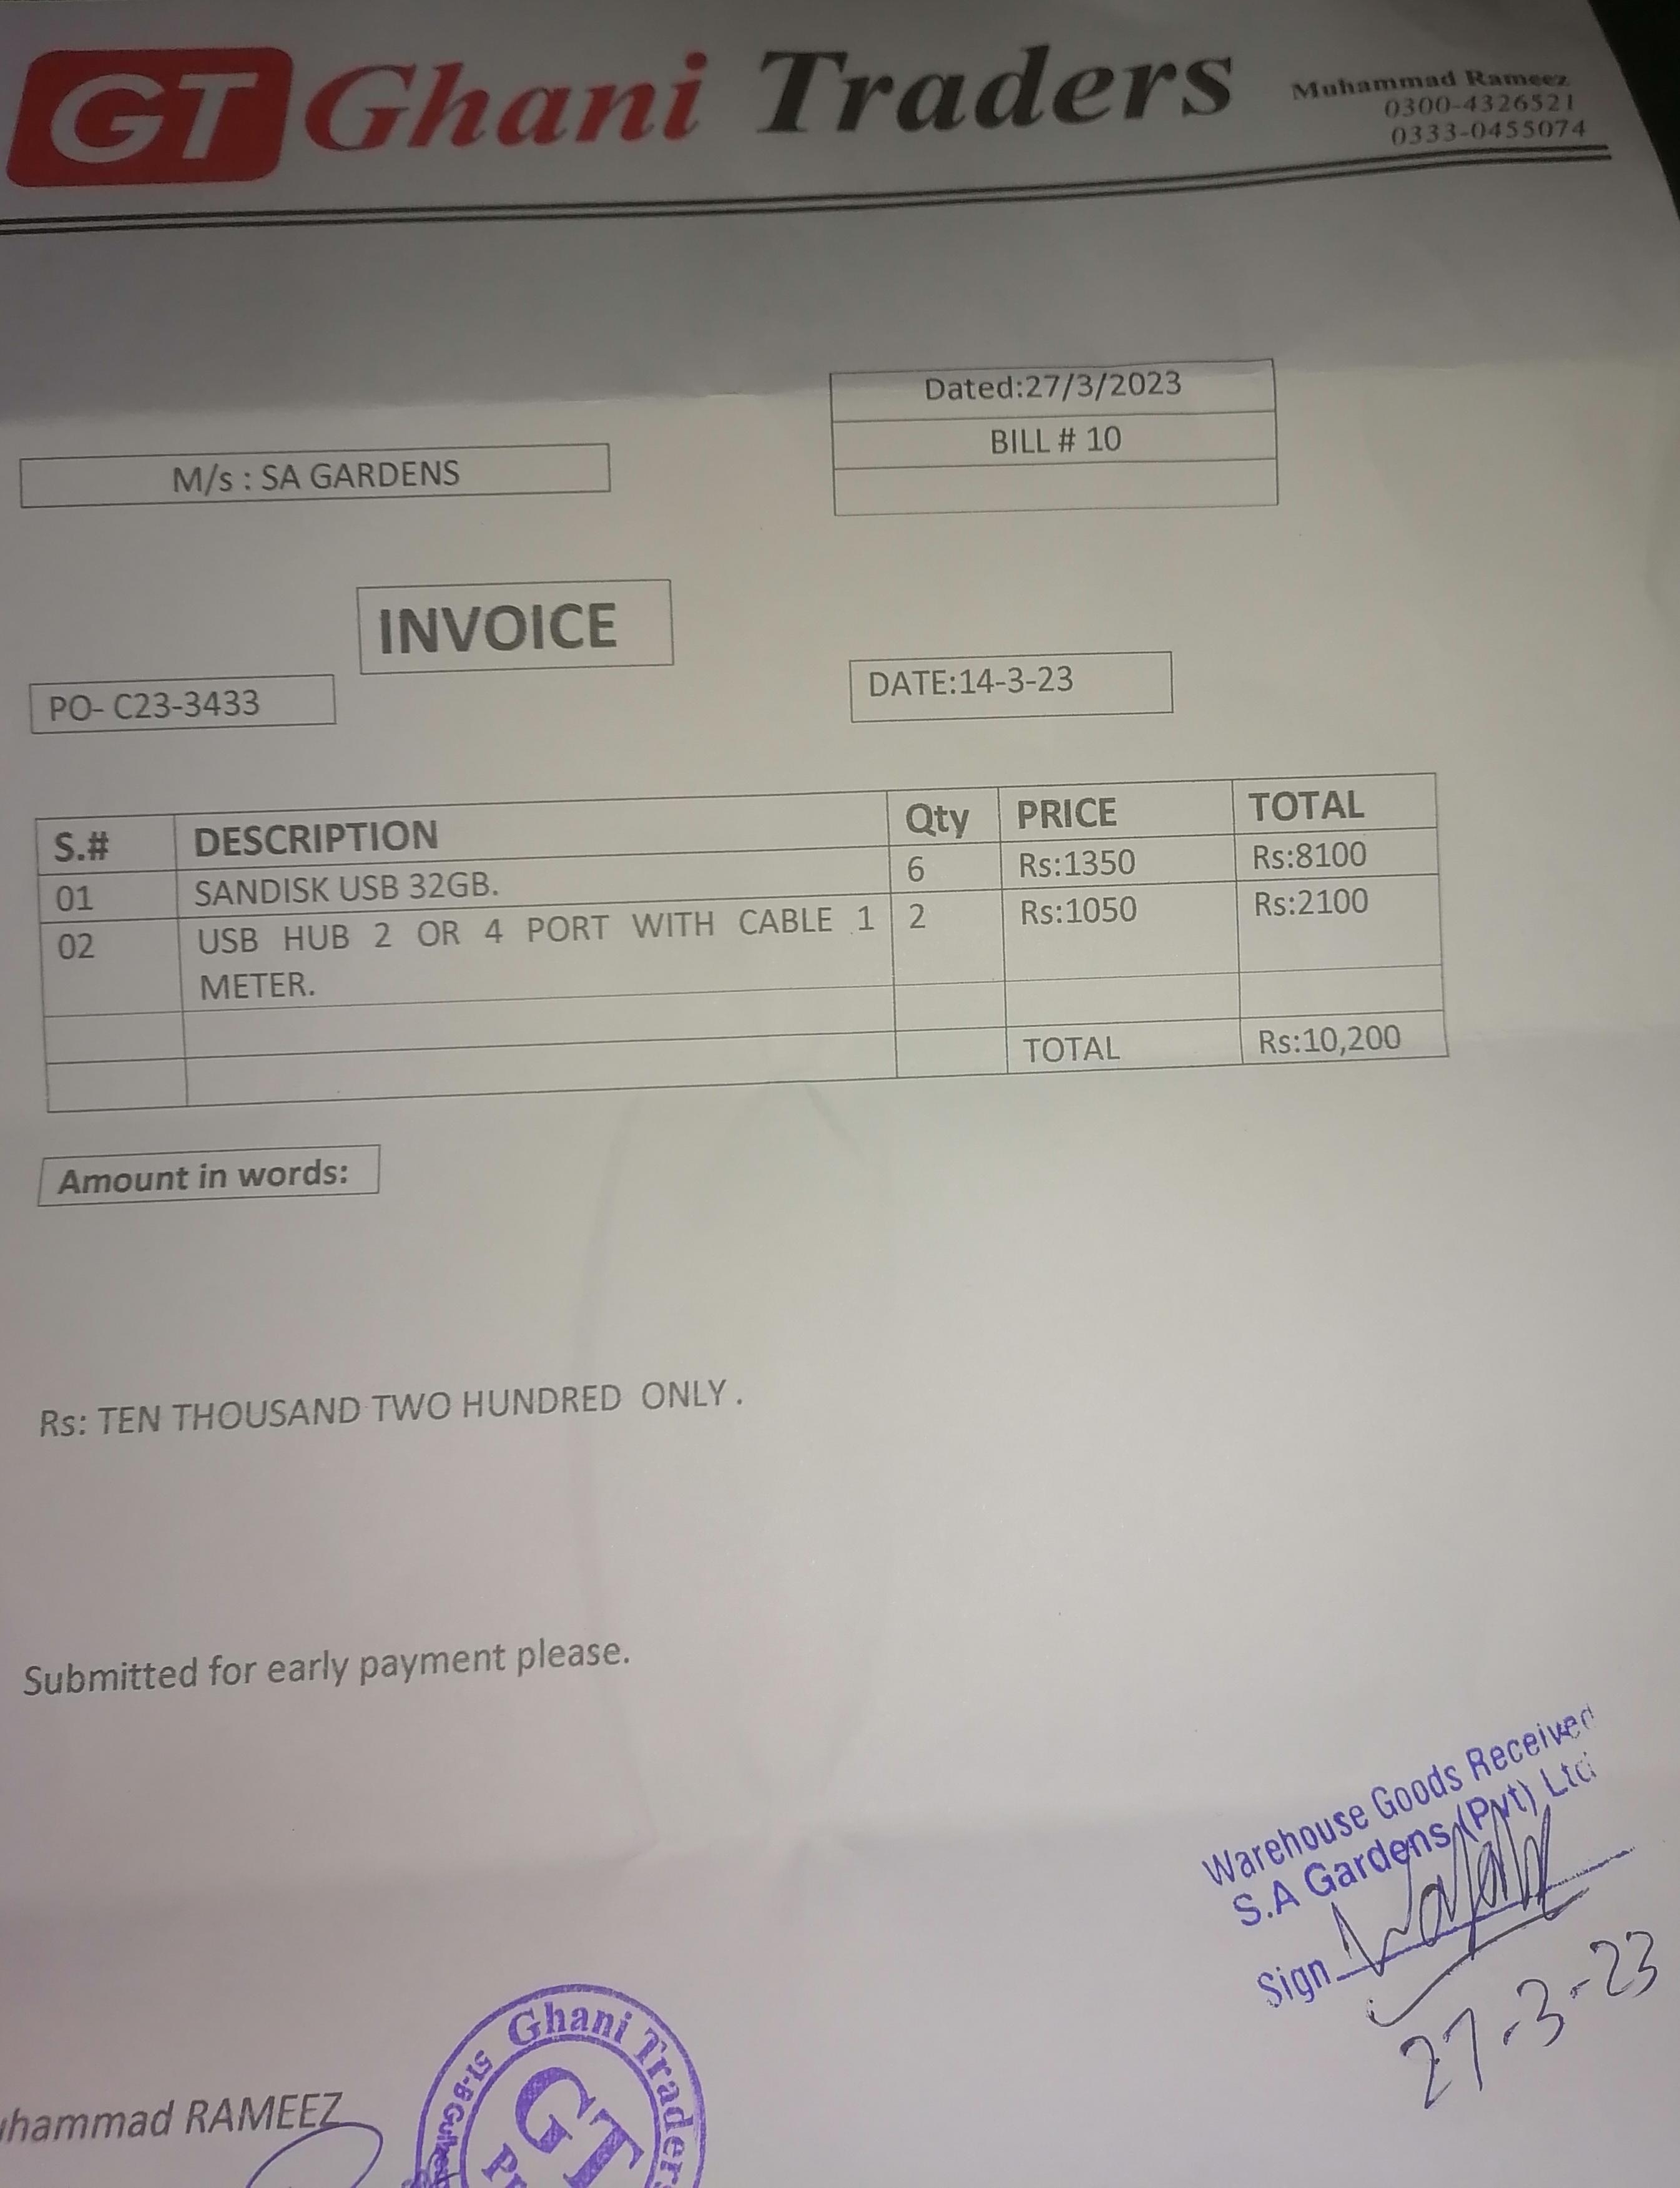 GT Ghani Traders
Muhammad Rameez
0300-4326521
0333-0455074
Dated:27/3/2023
BILL # 10
M/s : SA GARDENS
INVOICE
PO- C23-3433
DATE:14-3-23
S.# DESCRIPTION Qty PRICE TOTAL
01 SANDISK USB 32GB. 6 Rs:1350 Rs:8100
02 USB HUB 2 OR 4 PORT WITH CABLE 1 2 Rs:1050 Rs:2100
METER.
TOTAL Rs:10,200
Amount in words:
Rs: TEN THOUSAND TWO HUNDRED ONLY .
Submitted for early payment please.
Warehouse Goods Received
S.A Gardens (Pvt) Ltd
Sign
27-3-23
hammad RAMEEZ
Ghani Traders
GT